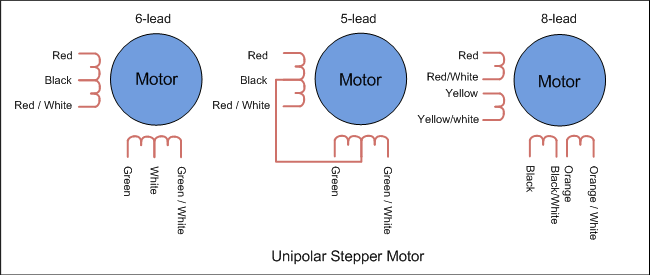 6-lead
5-lead
8-lead
Red
Black
Red / White
Motor
Green
White
Green / White
Red
Black
Red / White
Motor
Green
Green / White
Red
Red/White
Yellow
Yellow/white
Motor
Black
Black/White
Orange
Orange / White
Unipolar Stepper Motor